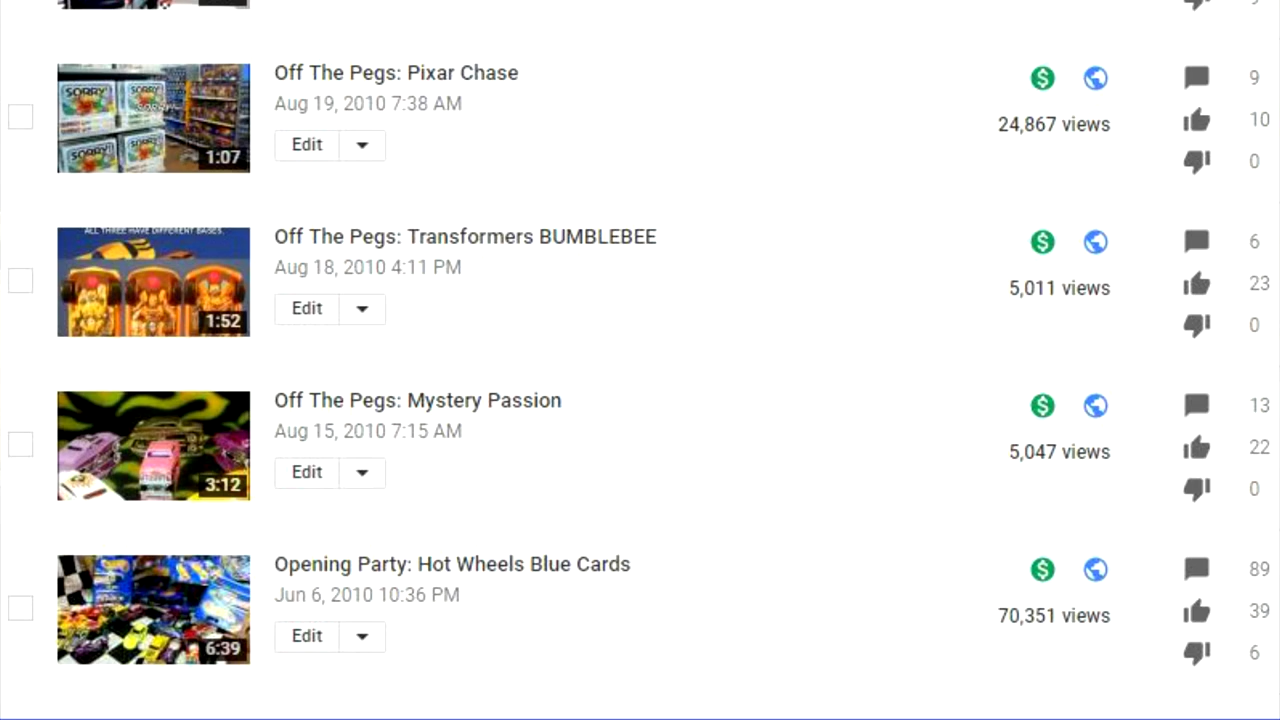 Off The Pegs: Pixar Chase
Aug 19, 2010 7:38 AM
Edit
24,867 views
9
10
0
SORRY!
SORRY!
SORRY!
SORRY!
1:07
Off The Pegs: Transformers BUMBLEBEE
Aug 18, 2010 4:11 PM
Edit
5,011 views
6
23
0
ALL THREE HAVE DIFFERENT BASES.
1:52
Off The Pegs: Mystery Passion
Aug 15, 2010 7:15 AM
Edit
5,047 views
13
22
0
3:12
Opening Party: Hot Wheels Blue Cards
Jun 6, 2010 10:36 PM
Edit
70,351 views
89
39
6
6:39